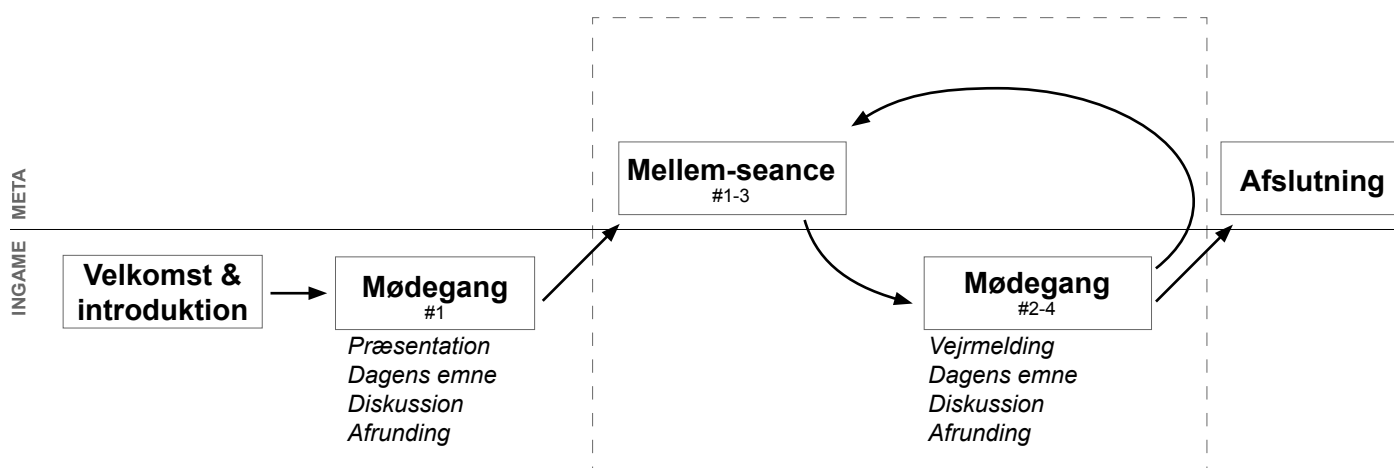 META
INGAME
Velkomst &
introduktion
Mødegang
#1
Præsentation
Dagens emne
Diskussion
Afrunding
Mellem-seance
#1-3
Mødegang
#2-4
Vejrmelding
Dagens emne
Diskussion
Afrunding
Afslutning